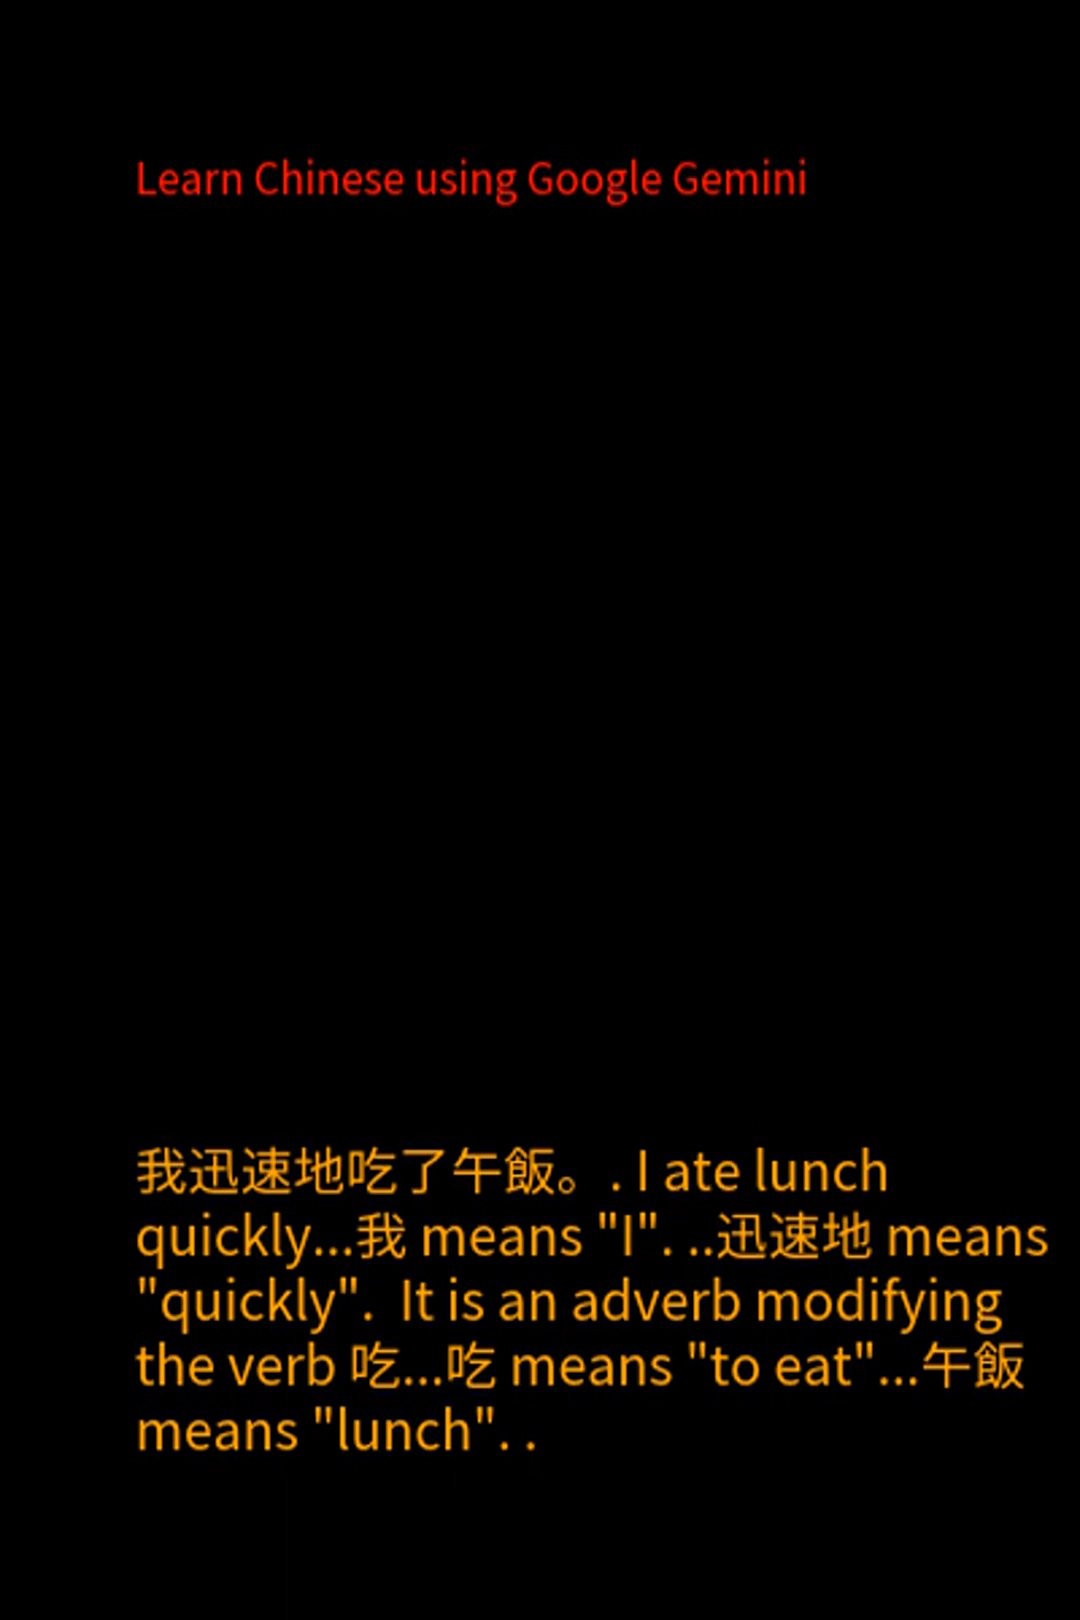 Learn Chinese using Google Gemini
我迅速地吃了午飯。. I ate lunch
quickly...我 means "I". ..迅速地 means
"quickly".  It is an adverb modifying
the verb 吃...吃 means "to eat"...午飯
means "lunch". .